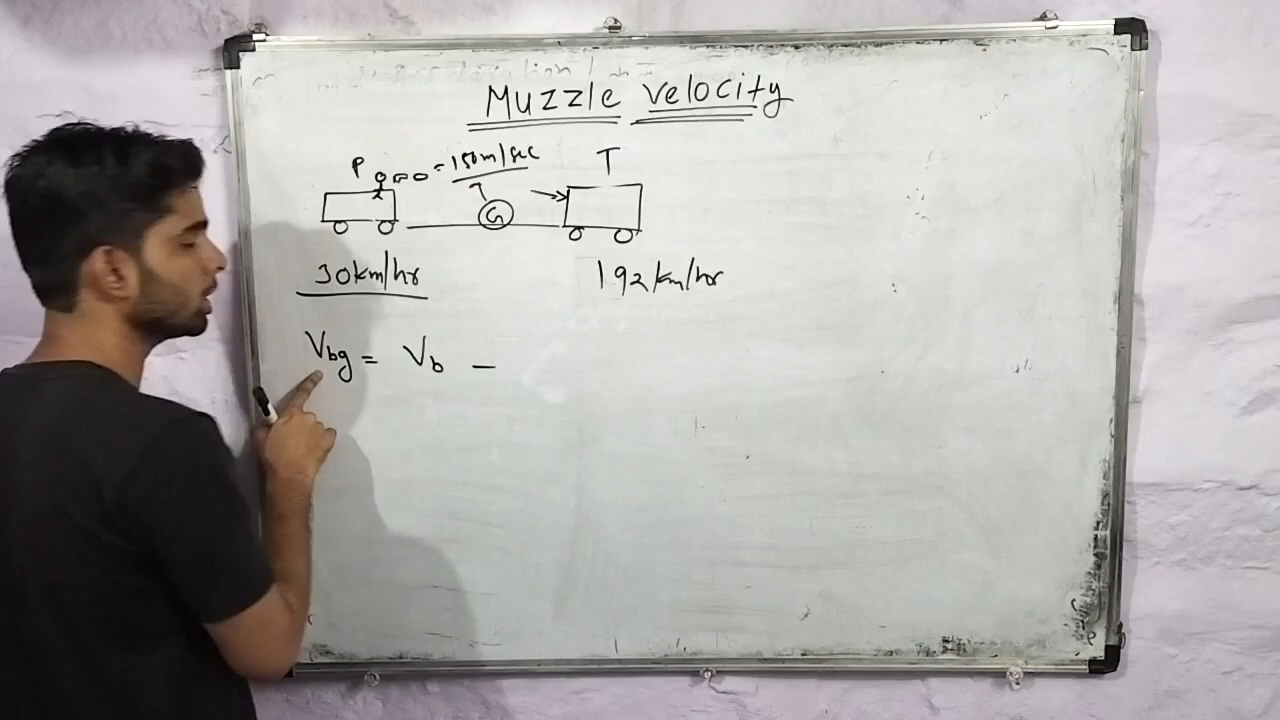 Muzzle velocity
P = 150m/sec T
G
30km/hr 192km/hr
Vbg = Vb -